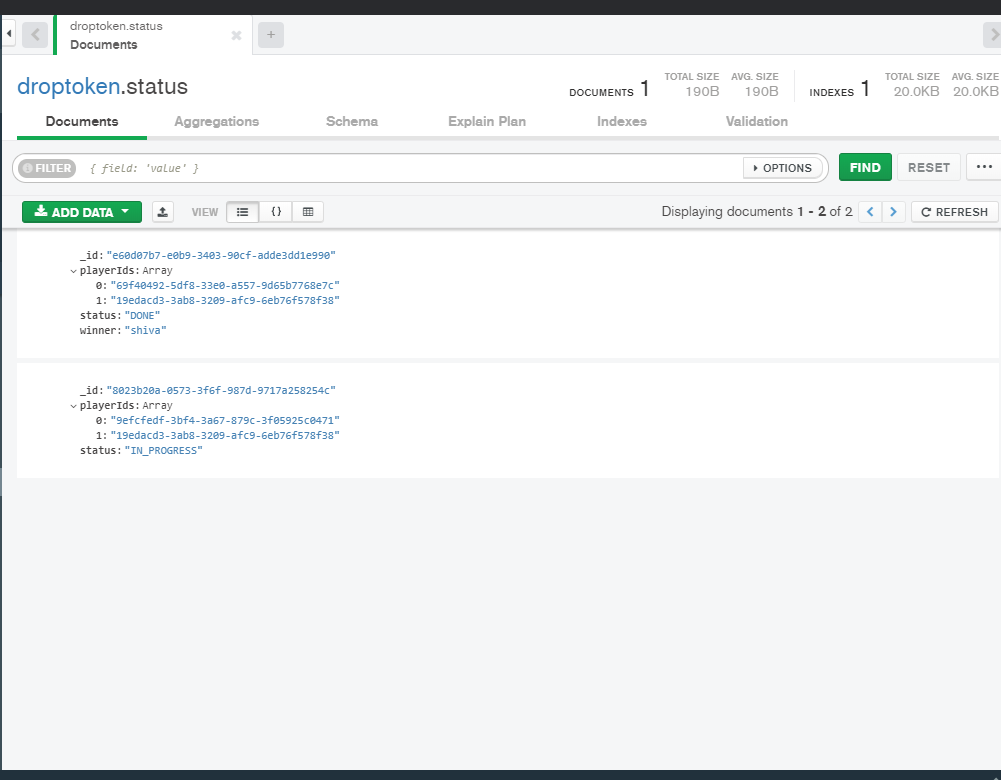 droptoken.status
Documents
droptoken.status
DOCUMENTS 1 TOTAL SIZE 190B AVG. SIZE 190B INDEXES 1 TOTAL SIZE 20.0KB AVG. SIZE 20.0KB
Documents Aggregations Schema Explain Plan Indexes Validation
FILTER { field: 'value' } OPTIONS FIND RESET ...
ADD DATA VIEW {} Displaying documents 1 - 2 of 2 < > REFRESH
_id: "e60d07b7-e0b9-3403-90cf-adde3dd1e990"
playerIds: Array
0: "69f40492-5df8-33e0-a557-9d65b7768e7c"
1: "19edacd3-3ab8-3209-afc9-6eb76f578f38"
status: "DONE"
winner: "shiva"
_id: "8023b20a-0573-3f6f-987d-9717a258254c"
playerIds: Array
0: "9efcfedf-3bf4-3a67-879c-3f05925c0471"
1: "19edacd3-3ab8-3209-afc9-6eb76f578f38"
status: "IN_PROGRESS"